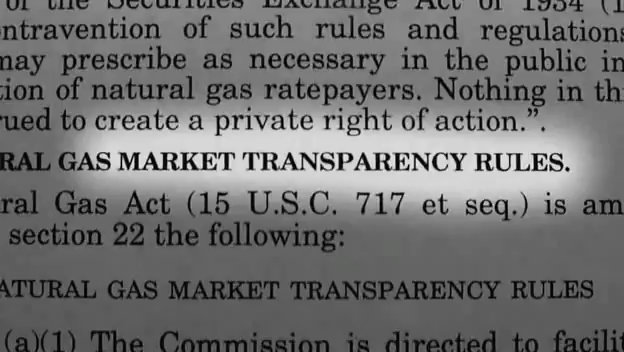 of the Securities Exchange Act of 1934 (1
ntravention of such rules and regulations
may prescribe as necessary in the public in
tion of natural gas ratepayers. Nothing in th
rued to create a private right of action.”.
RAL GAS MARKET TRANSPARENCY RULES.
ral Gas Act (15 U.S.C. 717 et seq.) is am
section 22 the following:
ATURAL GAS MARKET TRANSPARENCY RULES
(a)(1) The Commission is directed to facilit